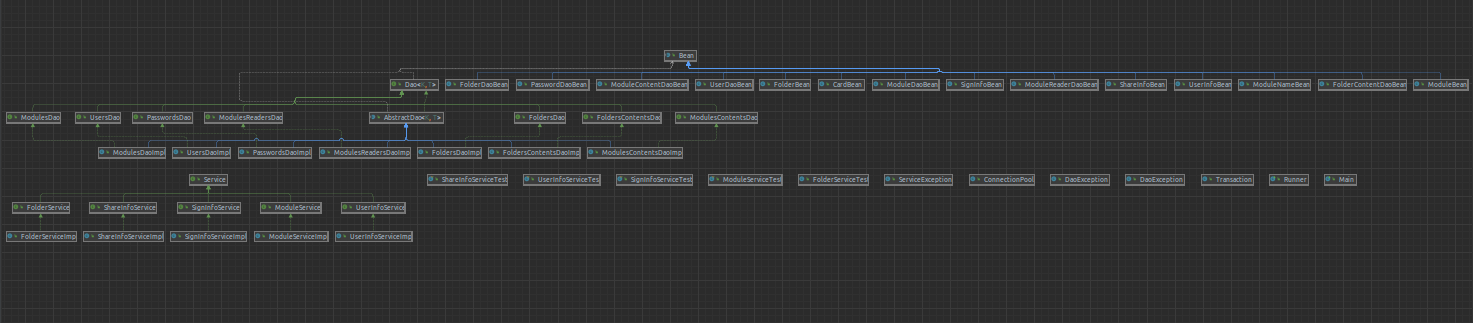 Bean
Dao<T> FolderDaoBean PasswordDaoBean ModuleContentDaoBean UserDaoBean FolderBean CardBean ModuleDaoBean SignInfoBean ModuleReaderDaoBean ShareInfoBean UserInfoBean ModuleNameBean FolderContentDaoBean ModuleBean
ModulesDao UsersDao PasswordsDao ModulesReadersDao AbstractDao FoldersDao FoldersContentsDao ModulesContentsDao
ModulesDaoImpl UsersDaoImpl PasswordsDaoImpl ModulesReadersDaoImpl FoldersDaoImpl FoldersContentsDaoImpl ModulesContentsDaoImpl
Service ShareInfoServiceTest UserInfoServiceTest SignInfoServiceTest ModuleServiceTest FolderServiceTest ServiceException ConnectionPool DaoException DaoException Transaction Runner Main
FolderService ShareInfoService SignInfoService ModuleService UserInfoService
FolderServiceImpl ShareInfoServiceImpl SignInfoServiceImpl ModuleServiceImpl UserInfoServiceImpl